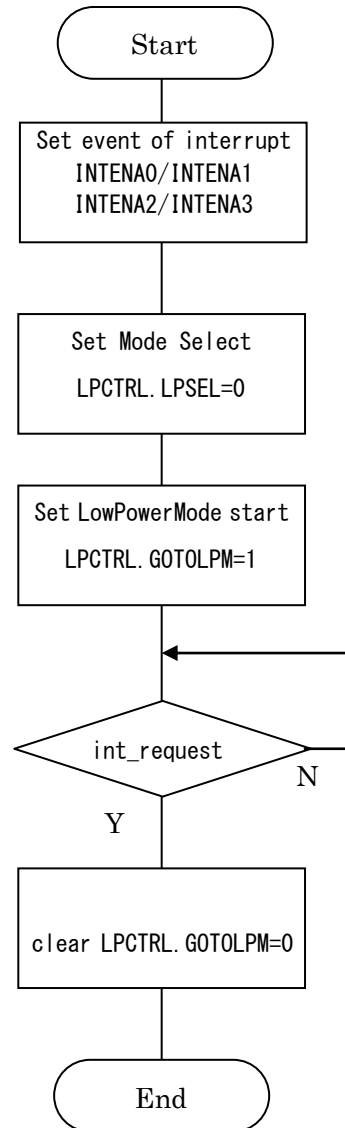 Start
Set event of interrupt
INTENA0/INTENA1
INTENA2/INTENA3
Set Mode Select
LPCTRL.LPSEL=0
Set LowPowerMode start
LPCTRL.GOTOLPM=1
int_request
N
Y
clear LPCTRL.GOTOLPM=0
End